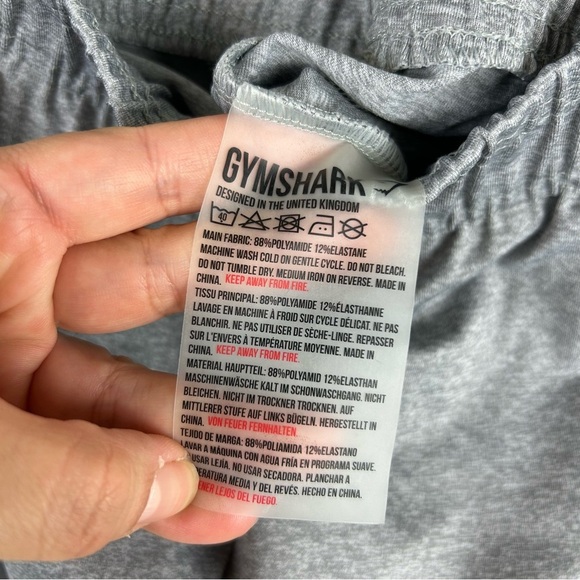 GYMSHARK
DESIGNED IN THE UNITED KINGDOM
40
MAIN FABRIC: 88%POLYAMIDE 12%ELASTANE
MACHINE WASH COLD ON GENTLE CYCLE. DO NOT BLEACH.
DO NOT TUMBLE DRY. MEDIUM IRON ON REVERSE. MADE IN
CHINA. KEEP AWAY FROM FIRE.
TISSU PRINCIPAL: 88%POLYAMIDE 12%ÉLASTHANNE
LAVAGE EN MACHINE À FROID SUR CYCLE DÉLICAT. NE PAS
BLANCHIR. NE PAS UTILISER DE SÈCHE-LINGE. REPASSER
SUR L'ENVERS À TEMPÉRATURE MOYENNE. MADE IN
CHINA. KEEP AWAY FROM FIRE.
MATERIAL HAUPTTEIL: 88%POLYAMID 12%ELASTHAN
MASCHINENWÄSCHE KALT IM SCHONWASCHGANG. NICHT
BLEICHEN. NICHT IM TROCKNER TROCKNEN. AUF
MITTLERER STUFE AUF LINKS BÜGELN. HERGESTELLT IN
CHINA. VON FEUER FERNHALTEN.
TEJIDO DE MARGA: 88%POLIAMIDA 12%ELASTANO
LAVAR A MÁQUINA CON AGUA FRÍA EN PROGRAMA SUAVE.
USAR LEJÍA. NO USAR SECADORA. PLANCHAR A
MEDIA Y DEL REVÉS. HECHO EN CHINA.
LEJOS DEL FUEGO.